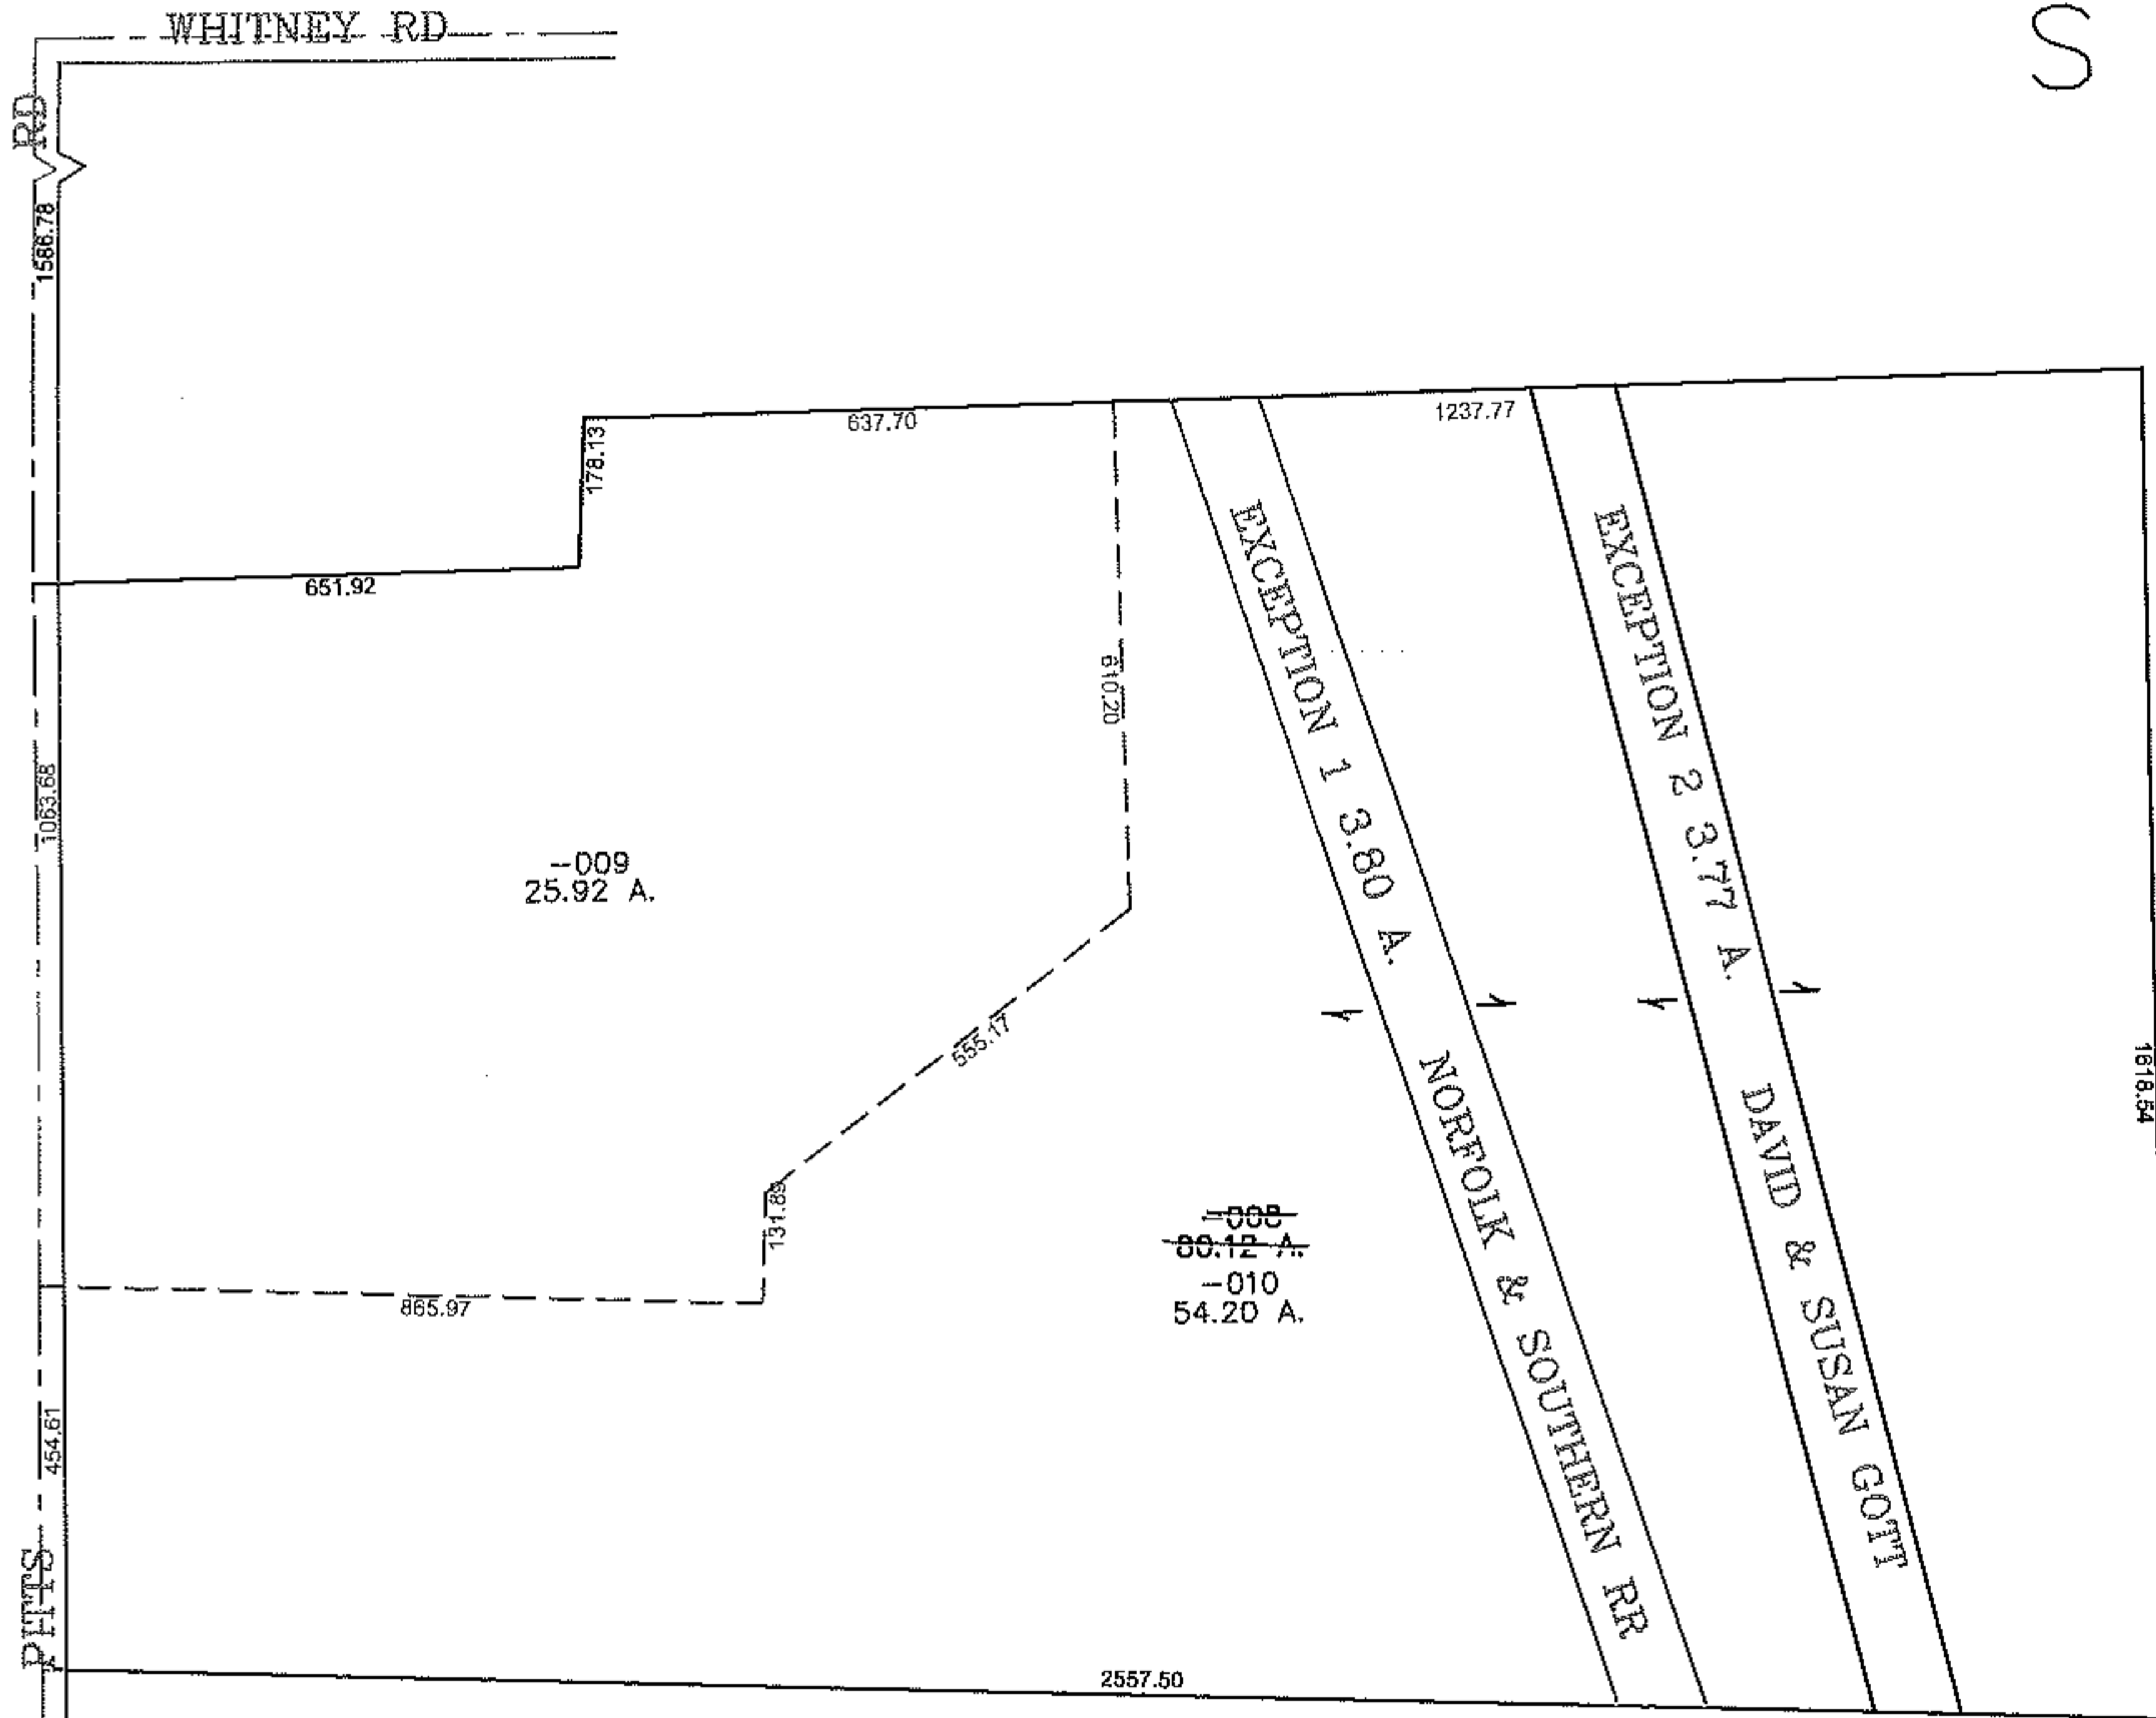 WHITNEY RD
S
RD
1586.78
637.70
1237.77
178.13
651.92
610.20
1063.68
-009
25.92 A.
EXCEPTION 1 3.80 A. NORFOLK & SOUTHERN RR
EXCEPTION 2 3.77 A. DAVID & SUSAN GOTT
555.17
1618.54
131.89
-008
80.12 A.
-010
54.20 A.
865.97
454.61
PITTS
2557.50